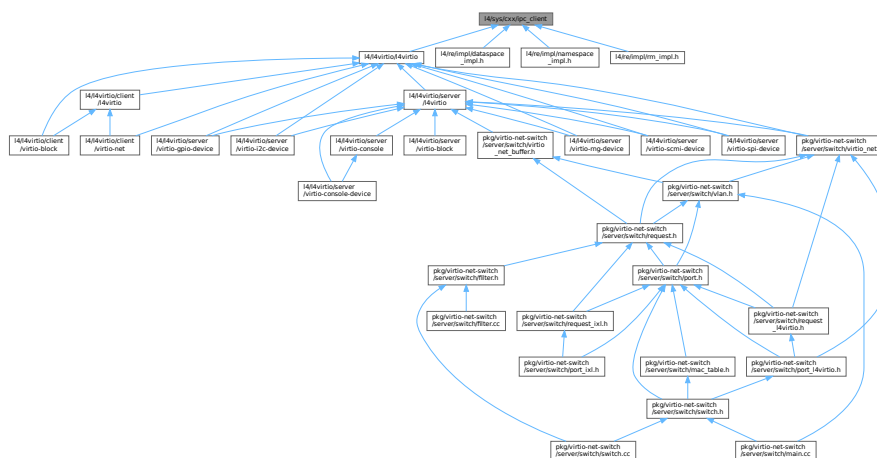 l4/sys/cxx/ipc_client
l4/l4virtio/l4virtio
l4/re/impl/dataspace
_impl.h
l4/re/impl/namespace
_impl.h
l4/re/impl/rm_impl.h
l4/l4virtio/client
/l4virtio
l4/l4virtio/server
/l4virtio
l4/l4virtio/client
/virtio-block
l4/l4virtio/client
/virtio-net
l4/l4virtio/server
/virtio-gpio-device
l4/l4virtio/server
/virtio-i2c-device
l4/l4virtio/server
/virtio-console
l4/l4virtio/server
/virtio-block
pkg/virtio-net-switch
/server/switch/virtio
_net_buffer.h
l4/l4virtio/server
/virtio-rng-device
l4/l4virtio/server
/virtio-scmi-device
l4/l4virtio/server
/virtio-spi-device
pkg/virtio-net-switch
/server/switch/virtio_net
l4/l4virtio/server
/virtio-console-device
pkg/virtio-net-switch
/server/switch/vlan.h
pkg/virtio-net-switch
/server/switch/request.h
pkg/virtio-net-switch
/server/switch/filter.h
pkg/virtio-net-switch
/server/switch/port.h
pkg/virtio-net-switch
/server/switch/filter.cc
pkg/virtio-net-switch
/server/switch/request_ixl.h
pkg/virtio-net-switch
/server/switch/request
_l4virtio.h
pkg/virtio-net-switch
/server/switch/port_ixl.h
pkg/virtio-net-switch
/server/switch/mac_table.h
pkg/virtio-net-switch
/server/switch/port_l4virtio.h
pkg/virtio-net-switch
/server/switch/switch.h
pkg/virtio-net-switch
/server/switch/switch.cc
pkg/virtio-net-switch
/server/switch/main.cc